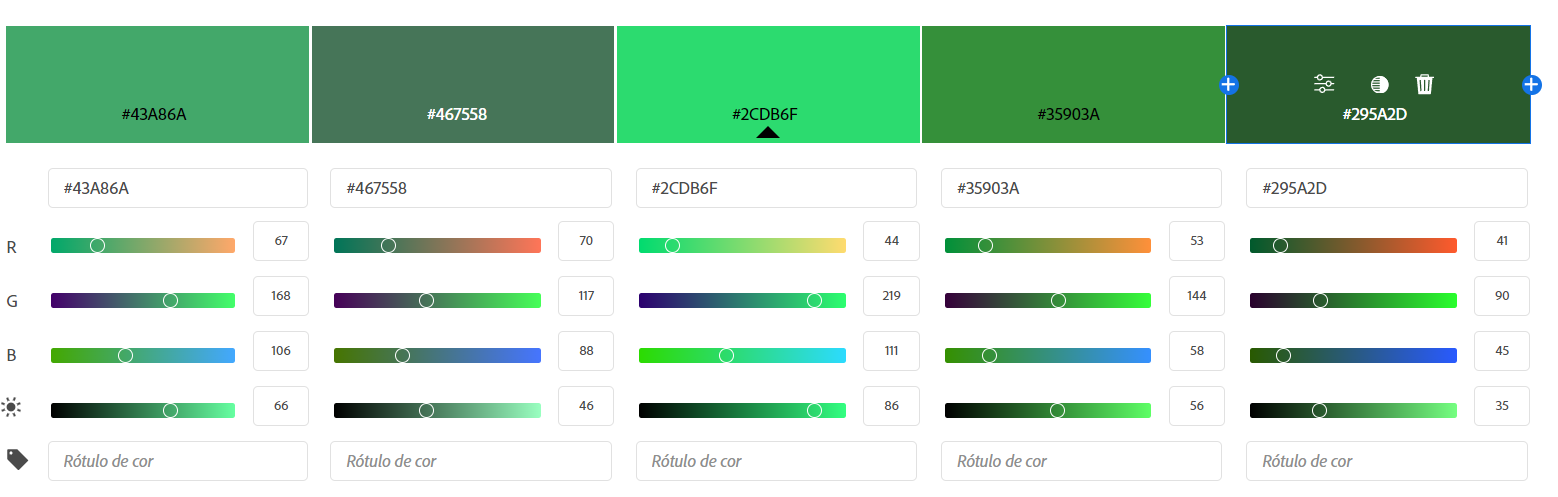 #43A86A #467558 #2CDB6F #35903A #295A2D
#43A86A #467558 #2CDB6F #35903A #295A2D
R 67 70 44 53 41
G 168 117 219 144 90
B 106 88 111 58 45
66 46 86 56 35
Rótulo de cor Rótulo de cor Rótulo de cor Rótulo de cor Rótulo de cor